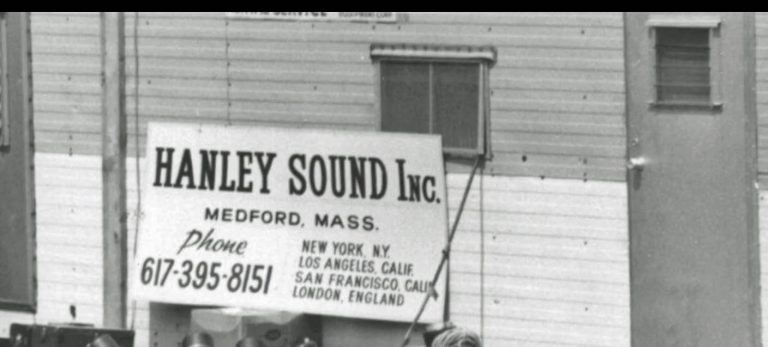 SERVICE
HANLEY SOUND INC.
MEDFORD, MASS.
Phone
617-395-8151
NEW YORK, N.Y.
LOS ANGELES, CALIF.
SAN FRANCISCO, CALIF
LONDON, ENGLAND